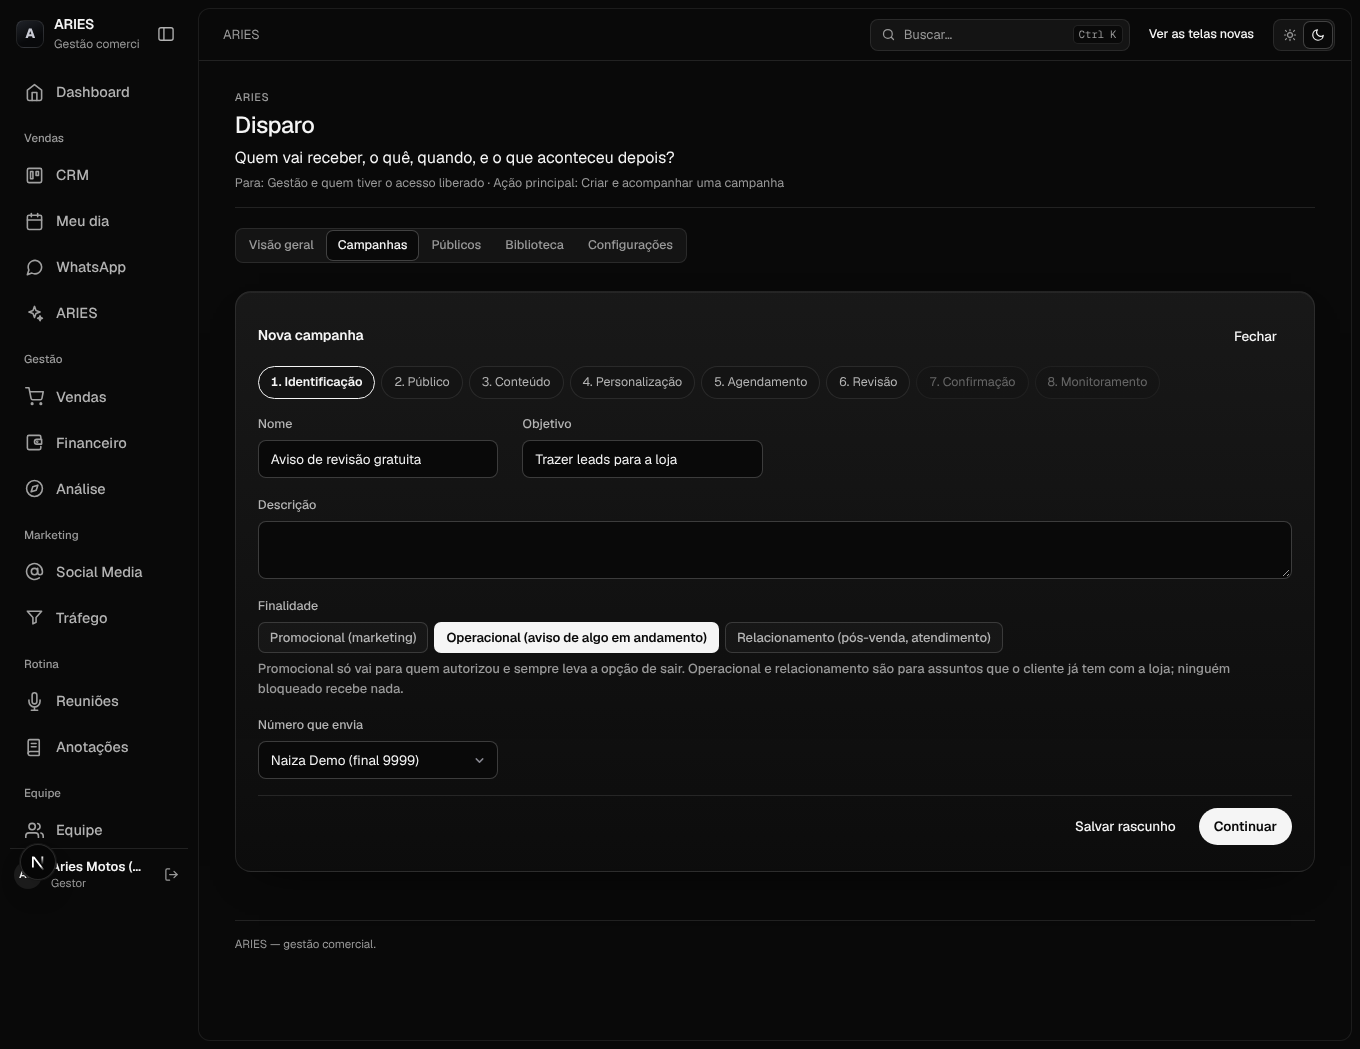 A
ARIES
Gestão comerci
Dashboard
Vendas
CRM
Meu dia
WhatsApp
ARIES
Gestão
Vendas
Financeiro
Análise
Marketing
Social Media
Tráfego
Rotina
Reuniões
Anotações
Equipe
Equipe
N
A
Aries Motos (...
Gestor
ARIES
Buscar...
Ctrl K
Ver as telas novas
ARIES
Disparo
Quem vai receber, o quê, quando, e o que aconteceu depois?
Para: Gestão e quem tiver o acesso liberado · Ação principal: Criar e acompanhar uma campanha
Visão geral
Campanhas
Públicos
Biblioteca
Configurações
Nova campanha
Fechar
1. Identificação
2. Público
3. Conteúdo
4. Personalização
5. Agendamento
6. Revisão
7. Confirmação
8. Monitoramento
Nome
Objetivo
Aviso de revisão gratuita
Trazer leads para a loja
Descrição
Finalidade
Promocional (marketing)
Operacional (aviso de algo em andamento)
Relacionamento (pós-venda, atendimento)
Promocional só vai para quem autorizou e sempre leva a opção de sair. Operacional e relacionamento são para assuntos que o cliente já tem com a loja; ninguém
bloqueado recebe nada.
Número que envia
Naiza Demo (final 9999)
Salvar rascunho
Continuar
ARIES — gestão comercial.